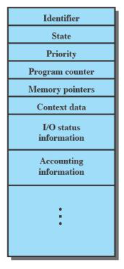 Identifier
State
Priority
Program counter
Memory pointers
Context data
I/O status
information
Accounting
information